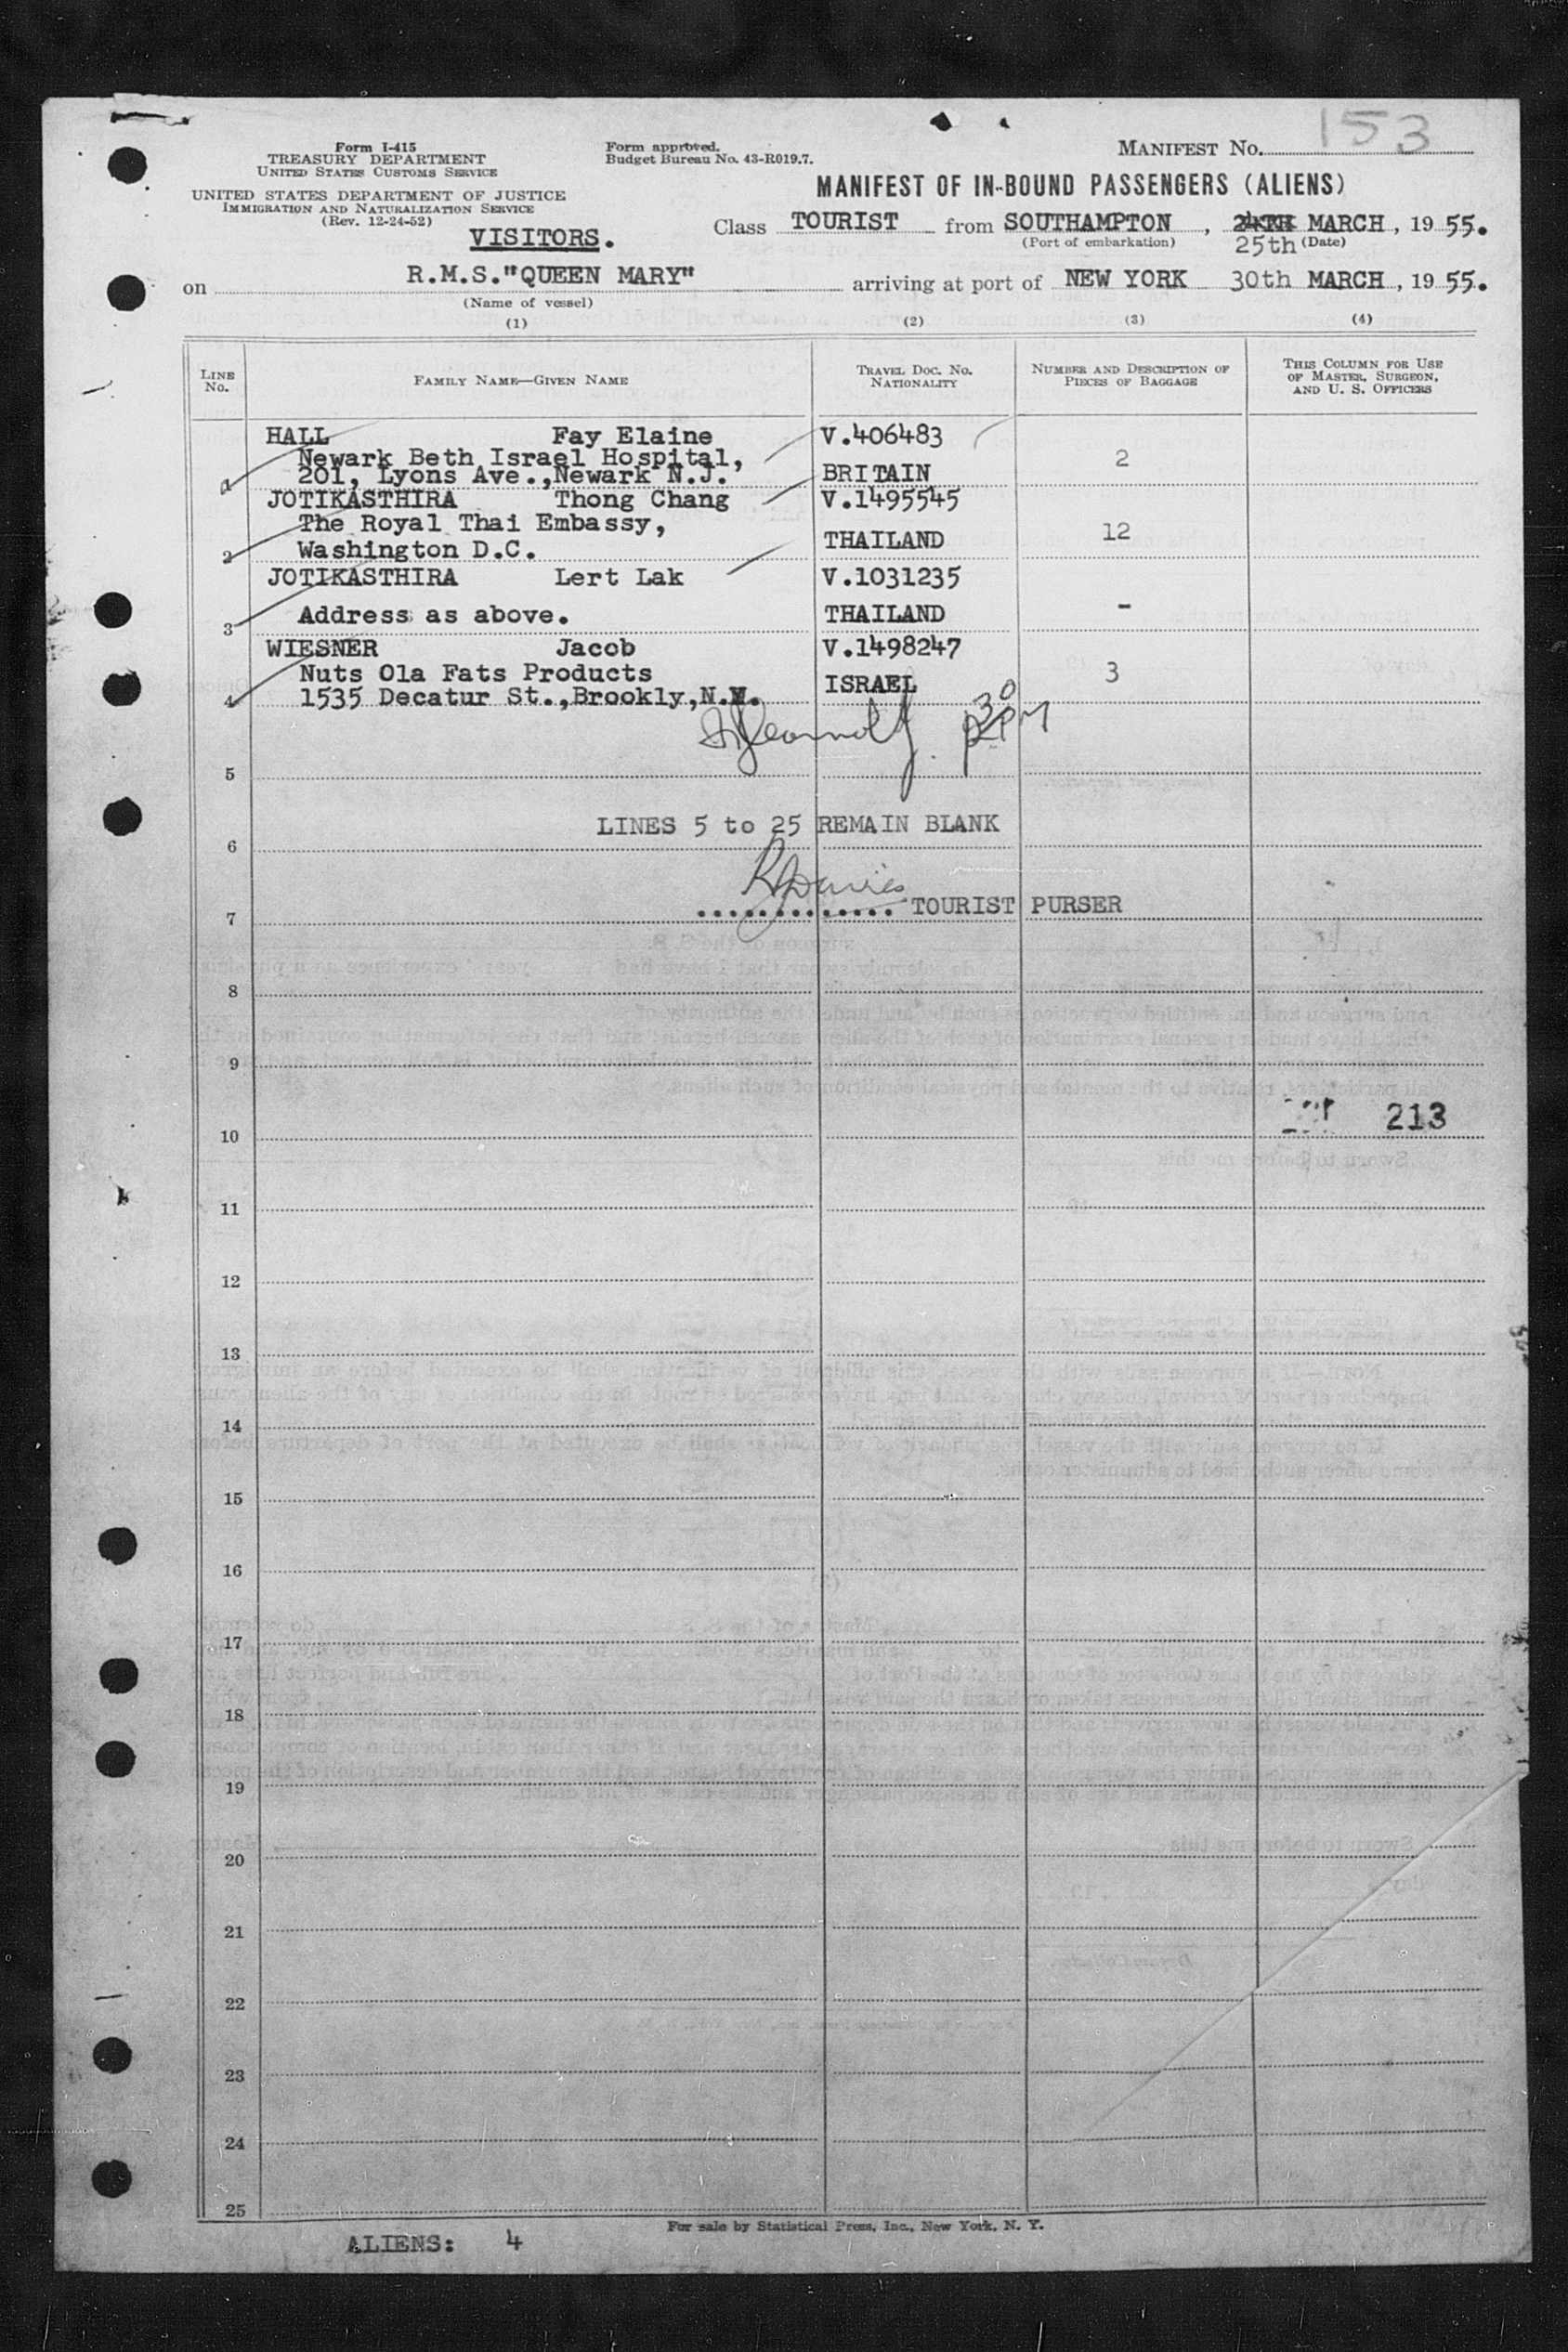 153
Form I-415
TREASURY DEPARTMENT
UNITED STATES CUSTOMS SERVICE
Form approved.
Budget Bureau No. 43-R019.7.
MANIFEST No.
UNITED STATES DEPARTMENT OF JUSTICE
IMMIGRATION AND NATURALIZATION SERVICE
(Rev. 12-24-52)
MANIFEST OF IN-BOUND PASSENGERS (ALIENS)
VISITORS.
Class TOURIST from SOUTHAMPTON, MARCH, 1955.
(Port of embarkation) 25th (Date)
on R.M.S."QUEEN MARY" arriving at port of NEW YORK 30th MARCH, 1955.
(Name of vessel)
(1) (2) (3) (4)
LINE No. FAMILY NAME—GIVEN NAME TRAVEL DOC. No. NATIONALITY NUMBER AND DESCRIPTION OF PIECES OF BAGGAGE THIS COLUMN FOR USE OF MASTER, SURGEON, AND U. S. OFFICERS
HALL Fay Elaine V.406483
Newark Beth Israel Hospital, 2
1 201, Lyons Ave.,Newark N.J. BRITAIN
JOTIKASTHIRA Thong Chang V.1495545
The Royal Thai Embassy, 12
2 Washington D.C. THAILAND
JOTIKASTHIRA Lert Lak V.1031235
3 Address as above. THAILAND -
WIESNER Jacob V.1498247
Nuts Ola Fats Products 3
4 1535 Decatur St.,Brookly,N.Y. ISRAEL
5
LINES 5 to 25 REMAIN BLANK
6
RJDavies
7 ............. TOURIST PURSER
8
9
213
10
11
12
13
14
15
16
17
18
19
20
21
22
23
24
25
For sale by Statistical Press, Inc., New York, N. Y.
ALIENS: 4